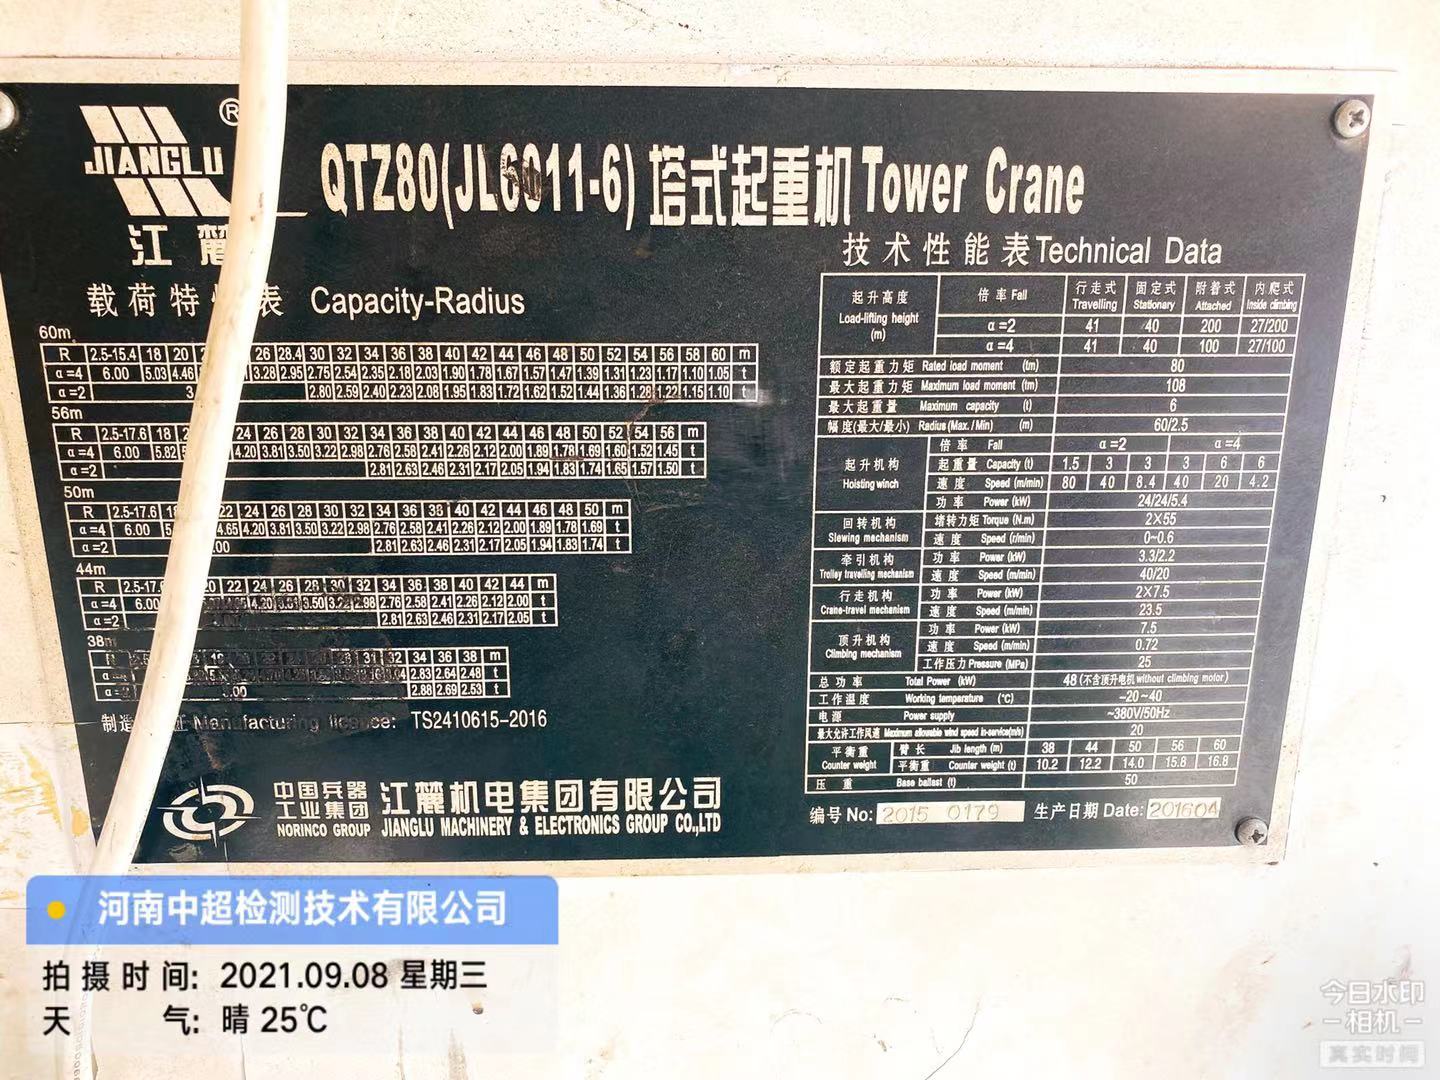 JIANGLU ®
江麓
QTZ80(JL6011-6) 塔式起重机 Tower Crane
载荷特 表 Capacity-Radius
60m
R 2.5-15.4 18 20 26 28.4 30 32 34 36 38 40 42 44 46 48 50 52 54 56 58 60 m
α=4 6.00 5.03 4.46 3.28 2.95 2.75 2.54 2.35 2.18 2.03 1.90 1.78 1.67 1.57 1.47 1.39 1.31 1.23 1.17 1.10 1.05 t
α=2 2.80 2.59 2.40 2.23 2.08 1.95 1.83 1.72 1.62 1.52 1.44 1.36 1.28 1.22 1.15 1.10 t
56m
R 2.5-17.6 18 24 26 28 30 32 34 36 38 40 42 44 46 48 50 52 54 56 m
α=4 6.00 5.82 4.20 3.81 3.50 3.22 2.98 2.76 2.58 2.41 2.26 2.12 2.00 1.89 1.78 1.69 1.60 1.52 1.45 t
α=2 2.81 2.63 2.46 2.31 2.17 2.05 1.94 1.83 1.74 1.65 1.57 1.50 t
50m
R 2.5-17.6 18 22 24 26 28 30 32 34 36 38 40 42 44 46 48 50 m
α=4 6.00 4.65 4.20 3.81 3.50 3.22 2.98 2.76 2.58 2.41 2.26 2.12 2.00 1.89 1.78 1.69 t
α=2 2.81 2.63 2.46 2.31 2.17 2.05 1.94 1.83 1.74 t
44m
R 20 22 24 26 28 30 32 34 36 38 40 42 44 m
α=4 6.00 4.20 3.50 2.98 2.76 2.58 2.41 2.26 2.12 2.00 t
α=2 2.81 2.63 2.46 2.31 2.17 2.05 t
38m
R 32 34 36 38 m
2.83 2.64 2.48 t
α=2 2.88 2.69 2.53 t
制造 证 Manufacturing licence: TS2410615-2016
中国兵器
工业集团
NORINCO GROUP
江麓机电集团有限公司
JIANGLU MACHINERY & ELECTRONICS GROUP CO.,LTD
技术性能表 Technical Data
起升高度 Load-lifting height (m) 倍率 Fall 行走式 Travelling 固定式 Stationary 附着式 Attached 内爬式 Inside climbing
α=2 41 40 200 27/200
α=4 41 40 100 27/100
额定起重力矩 Rated load moment (tm) 80
最大起重力矩 Maximum load moment (tm) 108
最大起重量 Maximum capacity (t) 6
幅度(最大/最小) Radius(Max./Min) (m) 60/2.5
起升机构 Hoisting winch 倍率 Fall α=2 α=4
起重量 Capacity (t) 1.5 3 3 3 6 6
速度 Speed (m/min) 80 40 8.4 40 20 4.2
功率 Power (kW) 24/24/5.4
回转机构 Slewing mechanism 堵转力矩 Torque (N.m) 2×55
速度 Speed (r/min) 0~0.6
牵引机构 Trolley travelling mechanism 功率 Power (kW) 3.3/2.2
速度 Speed (m/min) 40/20
行走机构 Crane-travel mechanism 功率 Power (kW) 2×7.5
速度 Speed (m/min) 23.5
顶升机构 Climbing mechanism 功率 Power (kW) 7.5
速度 Speed (m/min) 0.72
工作压力 Pressure (MPa) 25
总功率 Total Power (kW) 48 (不含顶升电机 without climbing motor)
工作温度 Working temperature (℃) -20~40
电源 Power supply ~380V/50Hz
最大允许工作风速 Maximum allowable wind speed in-service(m/s) 20
平衡重 Counter weight 臂长 Jib length (m) 38 44 50 56 60
平衡重 Counter weight (t) 10.2 12.2 14.0 15.8 16.8
压重 Base ballast (t) 50
编号 No: 2015 0179 生产日期 Date: 201604
河南中超检测技术有限公司
拍摄时间: 2021.09.08 星期三
天 气: 晴 25℃
今日水印
相机
真实时间